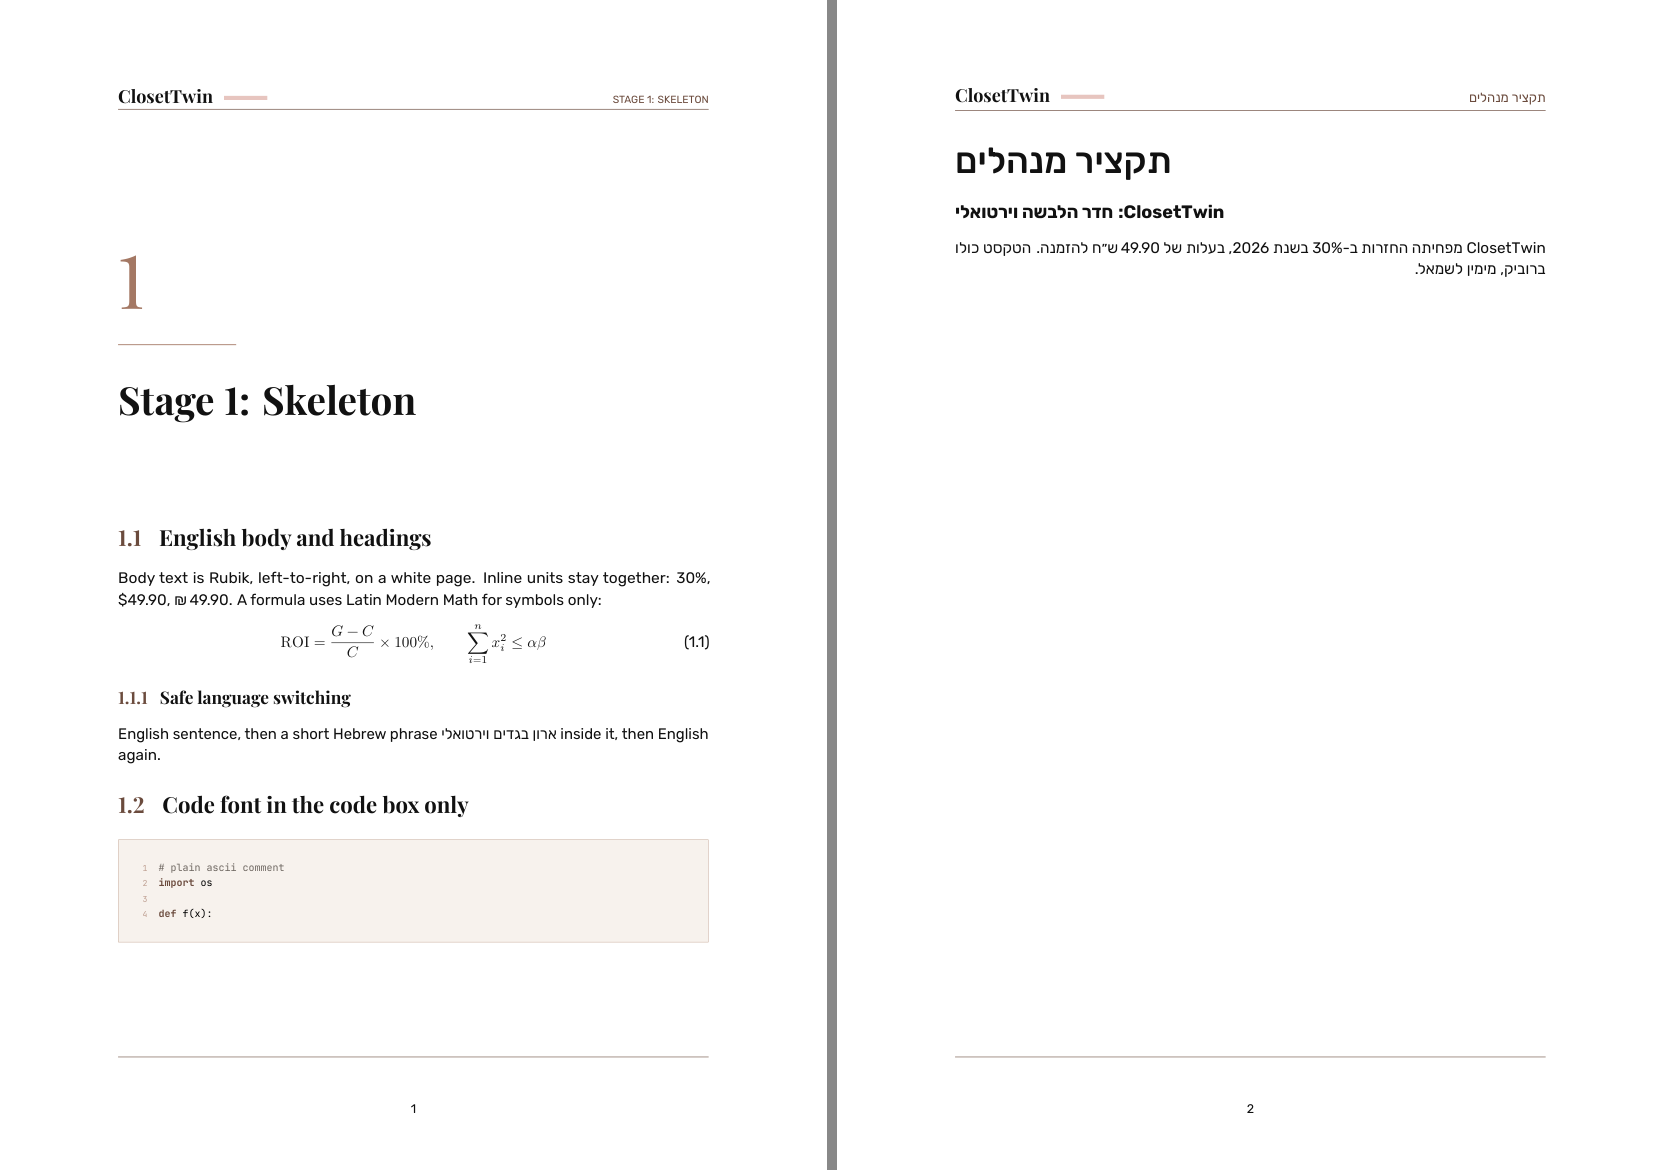 ClosetTwin
STAGE 1: SKELETON
1
Stage 1: Skeleton
1.1 English body and headings
Body text is Rubik, left-to-right, on a white page. Inline units stay together: 30%,
$49.90, ₪ 49.90. A formula uses Latin Modern Math for symbols only:
ROI = \frac{G − C}{C} × 100%, \sum_{i=1}^{n} x_i^2 ≤ αβ (1.1)
1.1.1 Safe language switching
English sentence, then a short Hebrew phrase ארון בגדים וירטואלי inside it, then English
again.
1.2 Code font in the code box only
1 # plain ascii comment
2 import os
3
4 def f(x):
1
ClosetTwin
תקציר מנהלים
תקציר מנהלים
ClosetTwin: חדר הלבשה וירטואלי
ClosetTwin מפחיתה החזרות ב-30% בשנת 2026, בעלות של 49.90 ש״ח להזמנה. הטקסט כולו
ברוביק, מימין לשמאל.
2